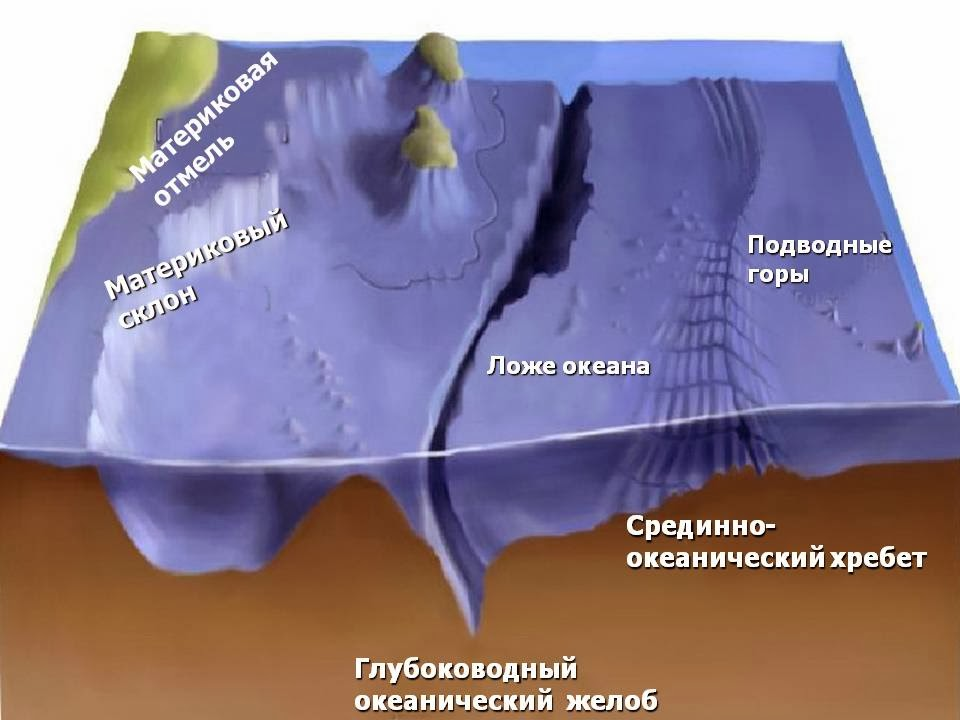 Материковая
отмель
Материковый
склон
Подводные
горы
Ложе океана
Срединно-
океанический хребет
Глубоководный
океанический желоб